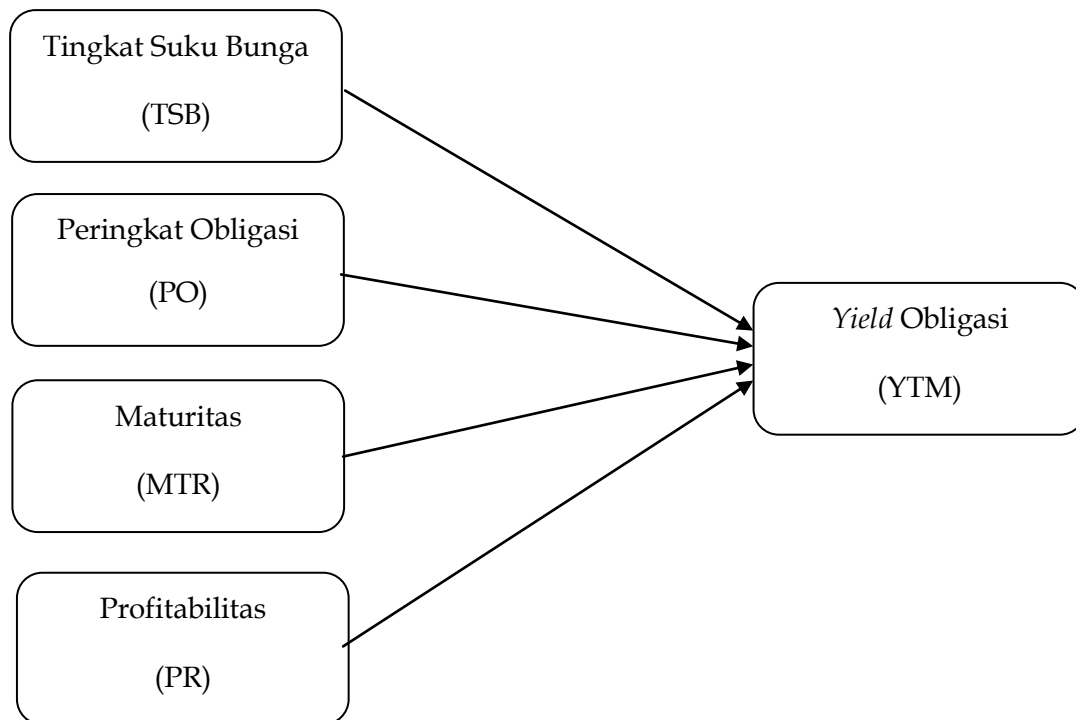 Tingkat Suku Bunga
(TSB)
Peringkat Obligasi
(PO)
Maturitas
(MTR)
Profitabilitas
(PR)
Yield Obligasi
(YTM)